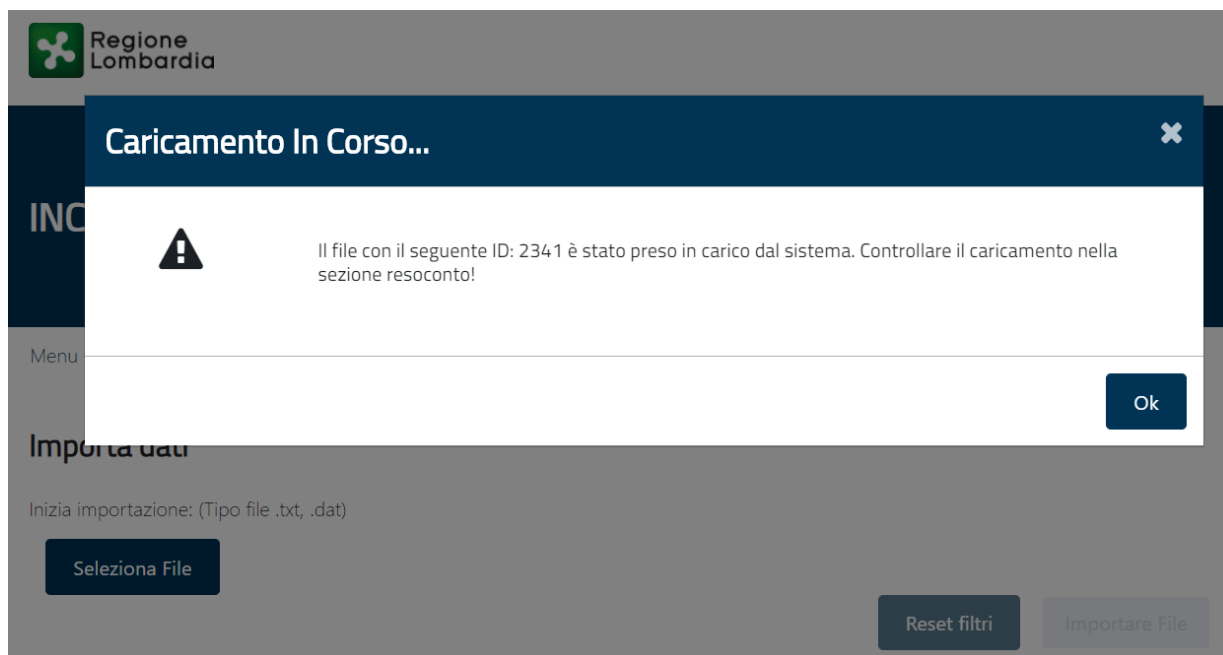 Regione
Lombardia
Caricamento In Corso...
INC
Il file con il seguente ID: 2341 è stato preso in carico dal sistema. Controllare il caricamento nella
sezione resoconto!
Menu
Ok
Importa dati
Inizia importazione: (Tipo file .txt, .dat)
Seleziona File
Reset filtri
Importare File